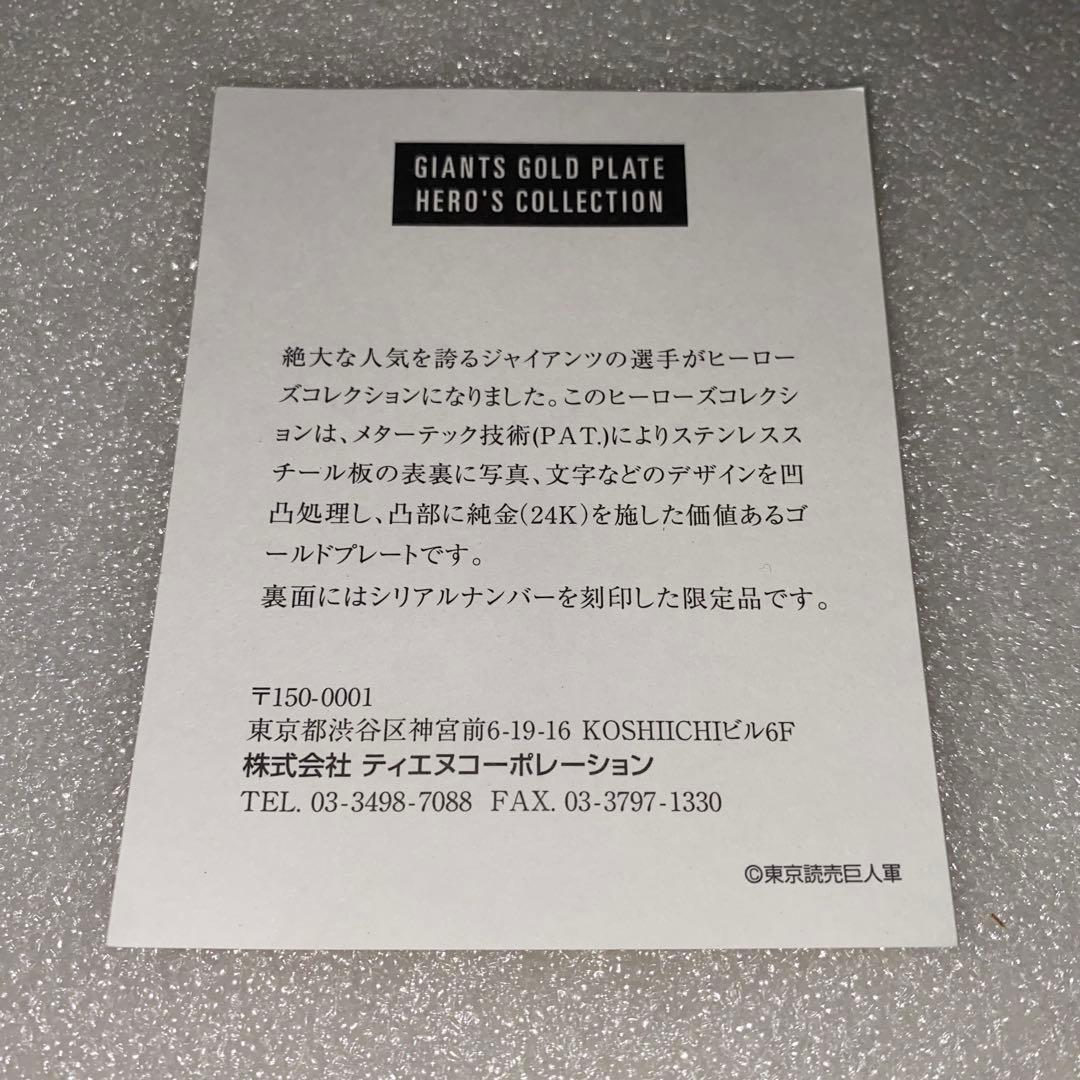 GIANTS GOLD PLATE
HERO'S COLLECTION
絶大な人気を誇るジャイアンツの選手がヒーロー
ズコレクションになりました。このヒーローズコレクシ
ョンは、メターテック技術(PAT.)によりステンレスス
チール板の表裏に写真、文字などのデザインを凹
凸処理し、凸部に純金(24K)を施した価値あるゴ
ールドプレートです。
裏面にはシリアルナンバーを刻印した限定品です。
〒150-0001
東京都渋谷区神宮前6-19-16 KOSHIICHIビル6F
株式会社 ティエヌコーポレーション
TEL. 03-3498-7088 FAX. 03-3797-1330
©東京読売巨人軍